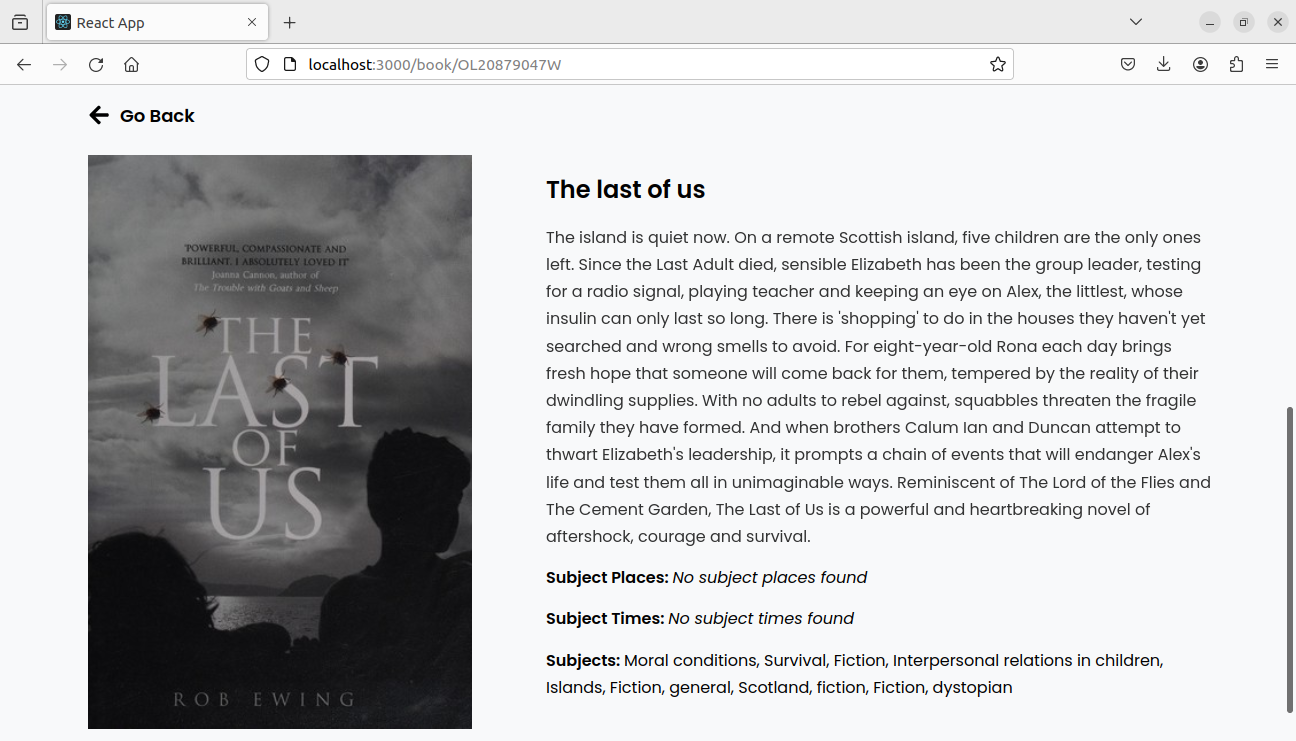 React App
localhost:3000/book/OL20879047W
Go Back
'POWERFUL, COMPASSIONATE AND
BRILLIANT. I ABSOLUTELY LOVED IT'
Joanna Cannon, author of
The Trouble with Goats and Sheep
THE
LAST
OF
US
ROB EWING
The last of us
The island is quiet now. On a remote Scottish island, five children are the only ones
left. Since the Last Adult died, sensible Elizabeth has been the group leader, testing
for a radio signal, playing teacher and keeping an eye on Alex, the littlest, whose
insulin can only last so long. There is 'shopping' to do in the houses they haven't yet
searched and wrong smells to avoid. For eight-year-old Rona each day brings
fresh hope that someone will come back for them, tempered by the reality of their
dwindling supplies. With no adults to rebel against, squabbles threaten the fragile
family they have formed. And when brothers Calum Ian and Duncan attempt to
thwart Elizabeth's leadership, it prompts a chain of events that will endanger Alex's
life and test them all in unimaginable ways. Reminiscent of The Lord of the Flies and
The Cement Garden, The Last of Us is a powerful and heartbreaking novel of
aftershock, courage and survival.
Subject Places: No subject places found
Subject Times: No subject times found
Subjects: Moral conditions, Survival, Fiction, Interpersonal relations in children,
Islands, Fiction, general, Scotland, fiction, Fiction, dystopian